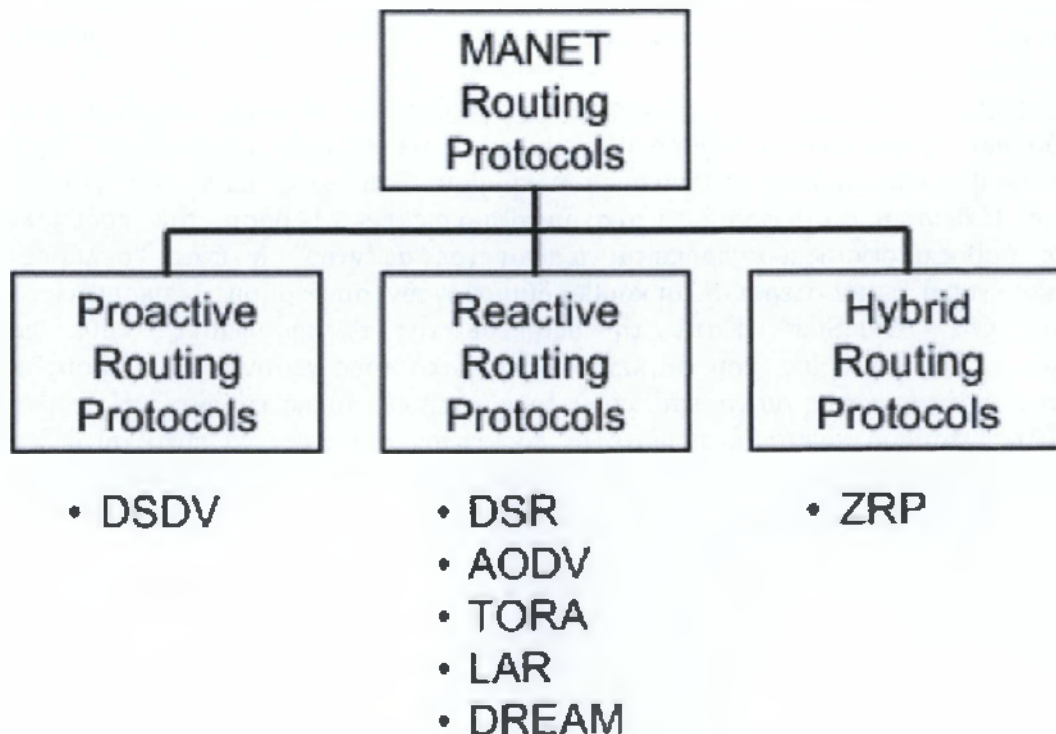 MANET
Routing
Protocols
Proactive
Routing
Protocols
Reactive
Routing
Protocols
Hybrid
Routing
Protocols
• DSDV
• DSR
• AODV
• TORA
• LAR
• DREAM
• ZRP